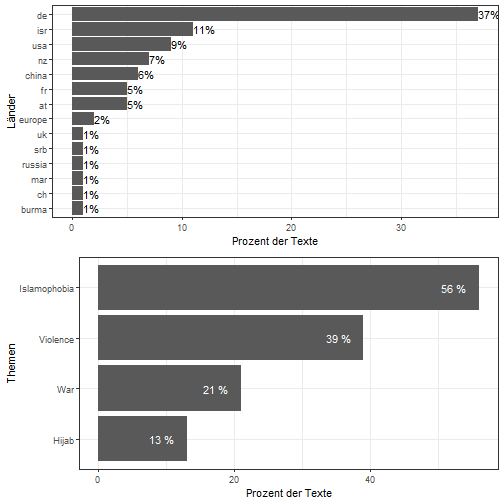 Länder
de 37%
isr 11%
usa 9%
nz 7%
china 6%
fr 5%
at 5%
europe 2%
uk 1%
srb 1%
russia 1%
mar 1%
ch 1%
burma 1%
0 10 20 30
Prozent der Texte
Themen
Islamophobia 56 %
Violence 39 %
War 21 %
Hijab 13 %
0 20 40
Prozent der Texte